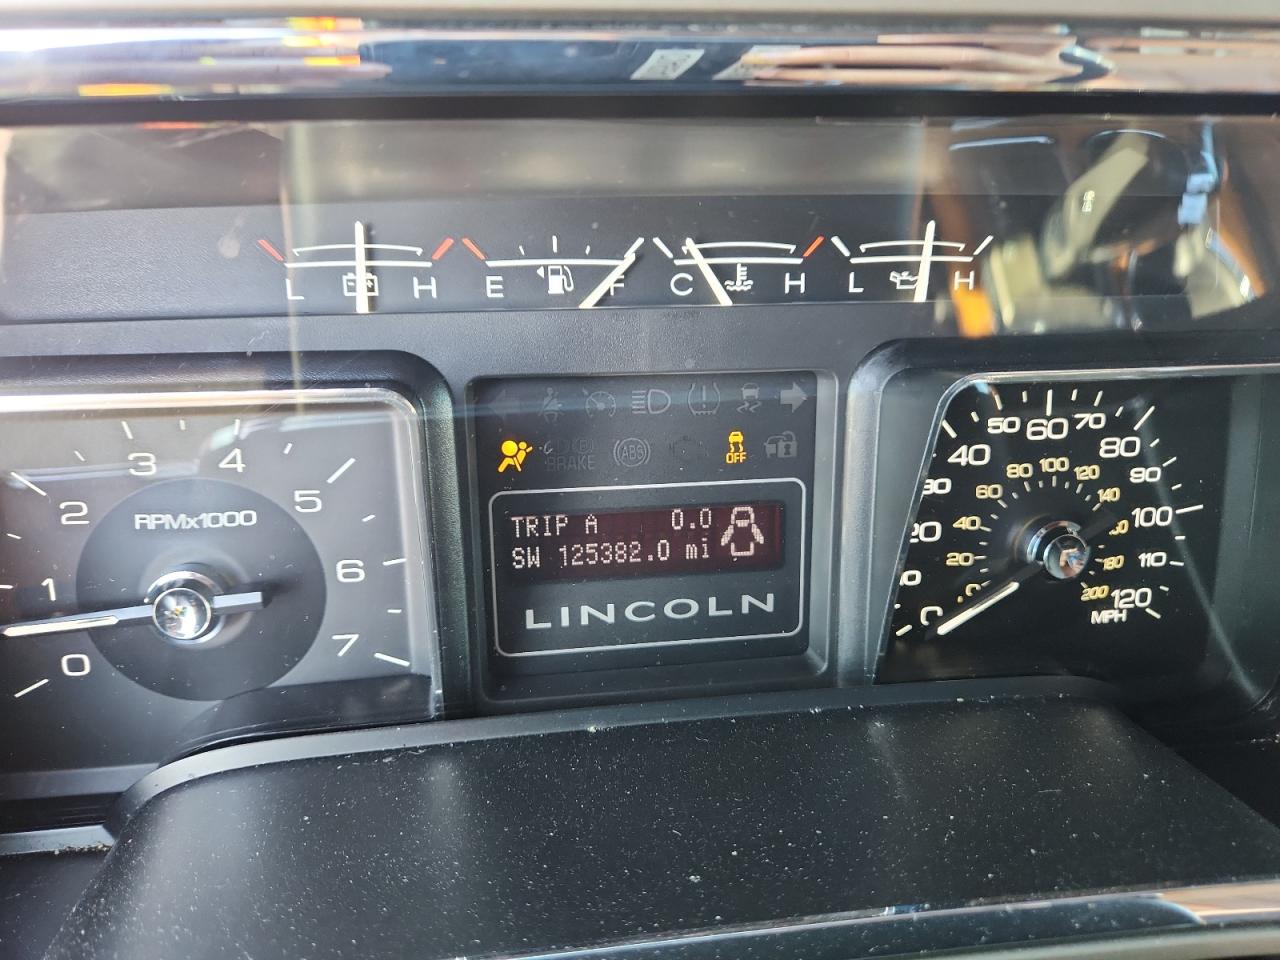 L H E F C H L H
RPMx1000
0 1 2 3 4 5 6 7
BRAKE ABS OFF
TRIP A 0.0
SW 125382.0 mi
LINCOLN
40 50 60 70 80 90 100 110 120
MPH
20 40 60 80 100 120 140 180 200